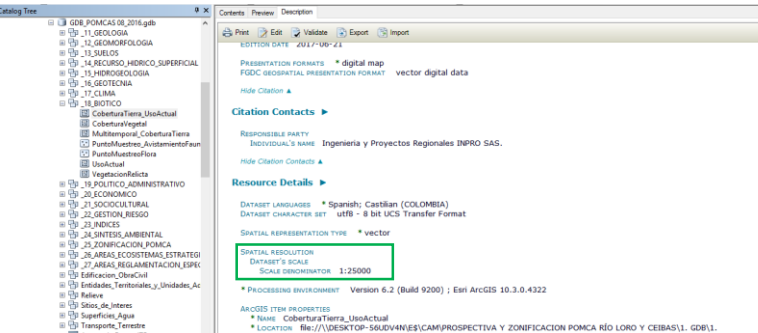 Catalog Tree
GDB_POMCAS 08_2016.gdb
_11_GEOLOGIA
_12_GEOMORFOLOGIA
_13_SUELOS
_14_RECURSO_HIDRICO_SUPERFICIAL
_15_HIDROGEOLOGIA
_16_GEOTECNIA
_17_CLIMA
_18_BIOTICO
CoberturaTierra_UsoActual
CoberturaVegetal
Multitemporal_CoberturaTierra
PuntoMuestreo_AvistamientoFaun
PuntoMuestreoFlora
UsoActual
VegetacionRelicta
_19_POLITICO_ADMINISTRATIVO
_20_ECONOMICO
_21_SOCIOCULTURAL
_22_GESTION_RIESGO
_23_INDICES
_24_SINTESIS_AMBIENTAL
_25_ZONIFICACION_POMCA
_26_AREAS_ECOSISTEMAS_ESTRATEGI
_27_AREAS_REGLAMENTACION_ESPEC
Edificacion_ObraCivil
Entidades_Territoriales_y_Unidades_Ad
Relieve
Sitios_de_Interes
Superficies_Agua
Transporte_Terrestre
Contents Preview Description
Print Edit Validate Export Import
EDITION DATE 2017-06-21
PRESENTATION FORMATS * digital map
FGDC GEOSPATIAL PRESENTATION FORMAT vector digital data
Hide Citation ▲
Citation Contacts ►
RESPONSIBLE PARTY
INDIVIDUAL'S NAME Ingenieria y Proyectos Regionales INPRO SAS.
Hide Citation Contacts ▲
Resource Details ►
DATASET LANGUAGES * Spanish; Castilian (COLOMBIA)
DATASET CHARACTER SET utf8 - 8 bit UCS Transfer Format
SPATIAL REPRESENTATION TYPE * vector
SPATIAL RESOLUTION
DATASET'S SCALE
SCALE DENOMINATOR 1:25000
* PROCESSING ENVIRONMENT Version 6.2 (Build 9200) ; Esri ArcGIS 10.3.0.4322
ARCGIS ITEM PROPERTIES
* NAME CoberturaTierra_UsoActual
* LOCATION file://\\DESKTOP-56UDV4N\E$\CAM\PROSPECTIVA Y ZONIFICACION POMCA RÍO LORO Y CEIBAS\1. GDB\1.